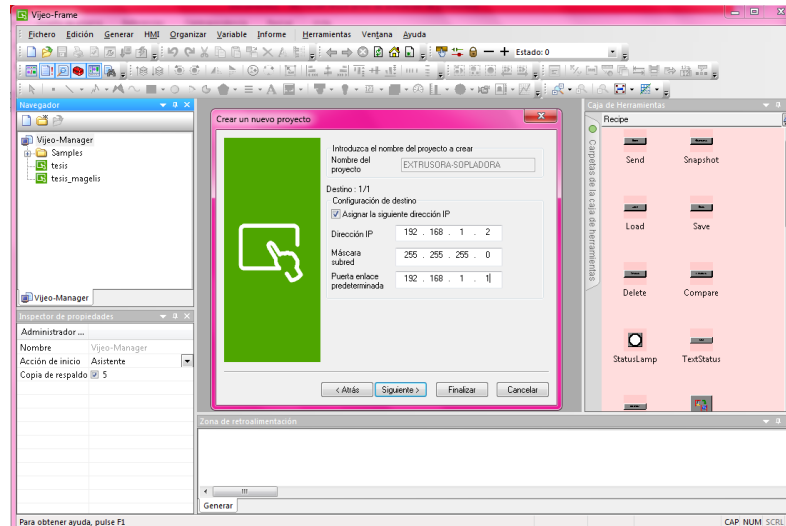 Vijeo-Frame
Fichero Edición Generar HMI Organizar Variable Informe Herramientas Ventana Ayuda
Estado: 0
Navegador
Vijeo-Manager
Samples
tesis
tesis_magelis
Vijeo-Manager
Inspector de propiedades
Administrador ...
Nombre Vijeo-Manager
Acción de inicio Asistente
Copia de respaldo 5
Crear un nuevo proyecto
Introduzca el nombre del proyecto a crear
Nombre del proyecto EXTRUSORA-SOPLADORA
Destino : 1/1
Configuración de destino
Asignar la siguiente dirección IP
Dirección IP 192 . 168 . 1 . 2
Máscara subred 255 . 255 . 255 . 0
Puerta enlace predeterminada 192 . 168 . 1 . 1
< Atrás Siguiente > Finalizar Cancelar
Caja de Herramientas
Carpetas de la caja de herramientas
Recipe
Send Snapshot
Load Save
Delete Compare
StatusLamp TextStatus
Zona de retroalimentación
Generar
Para obtener ayuda, pulse F1
CAP NUM SCRL